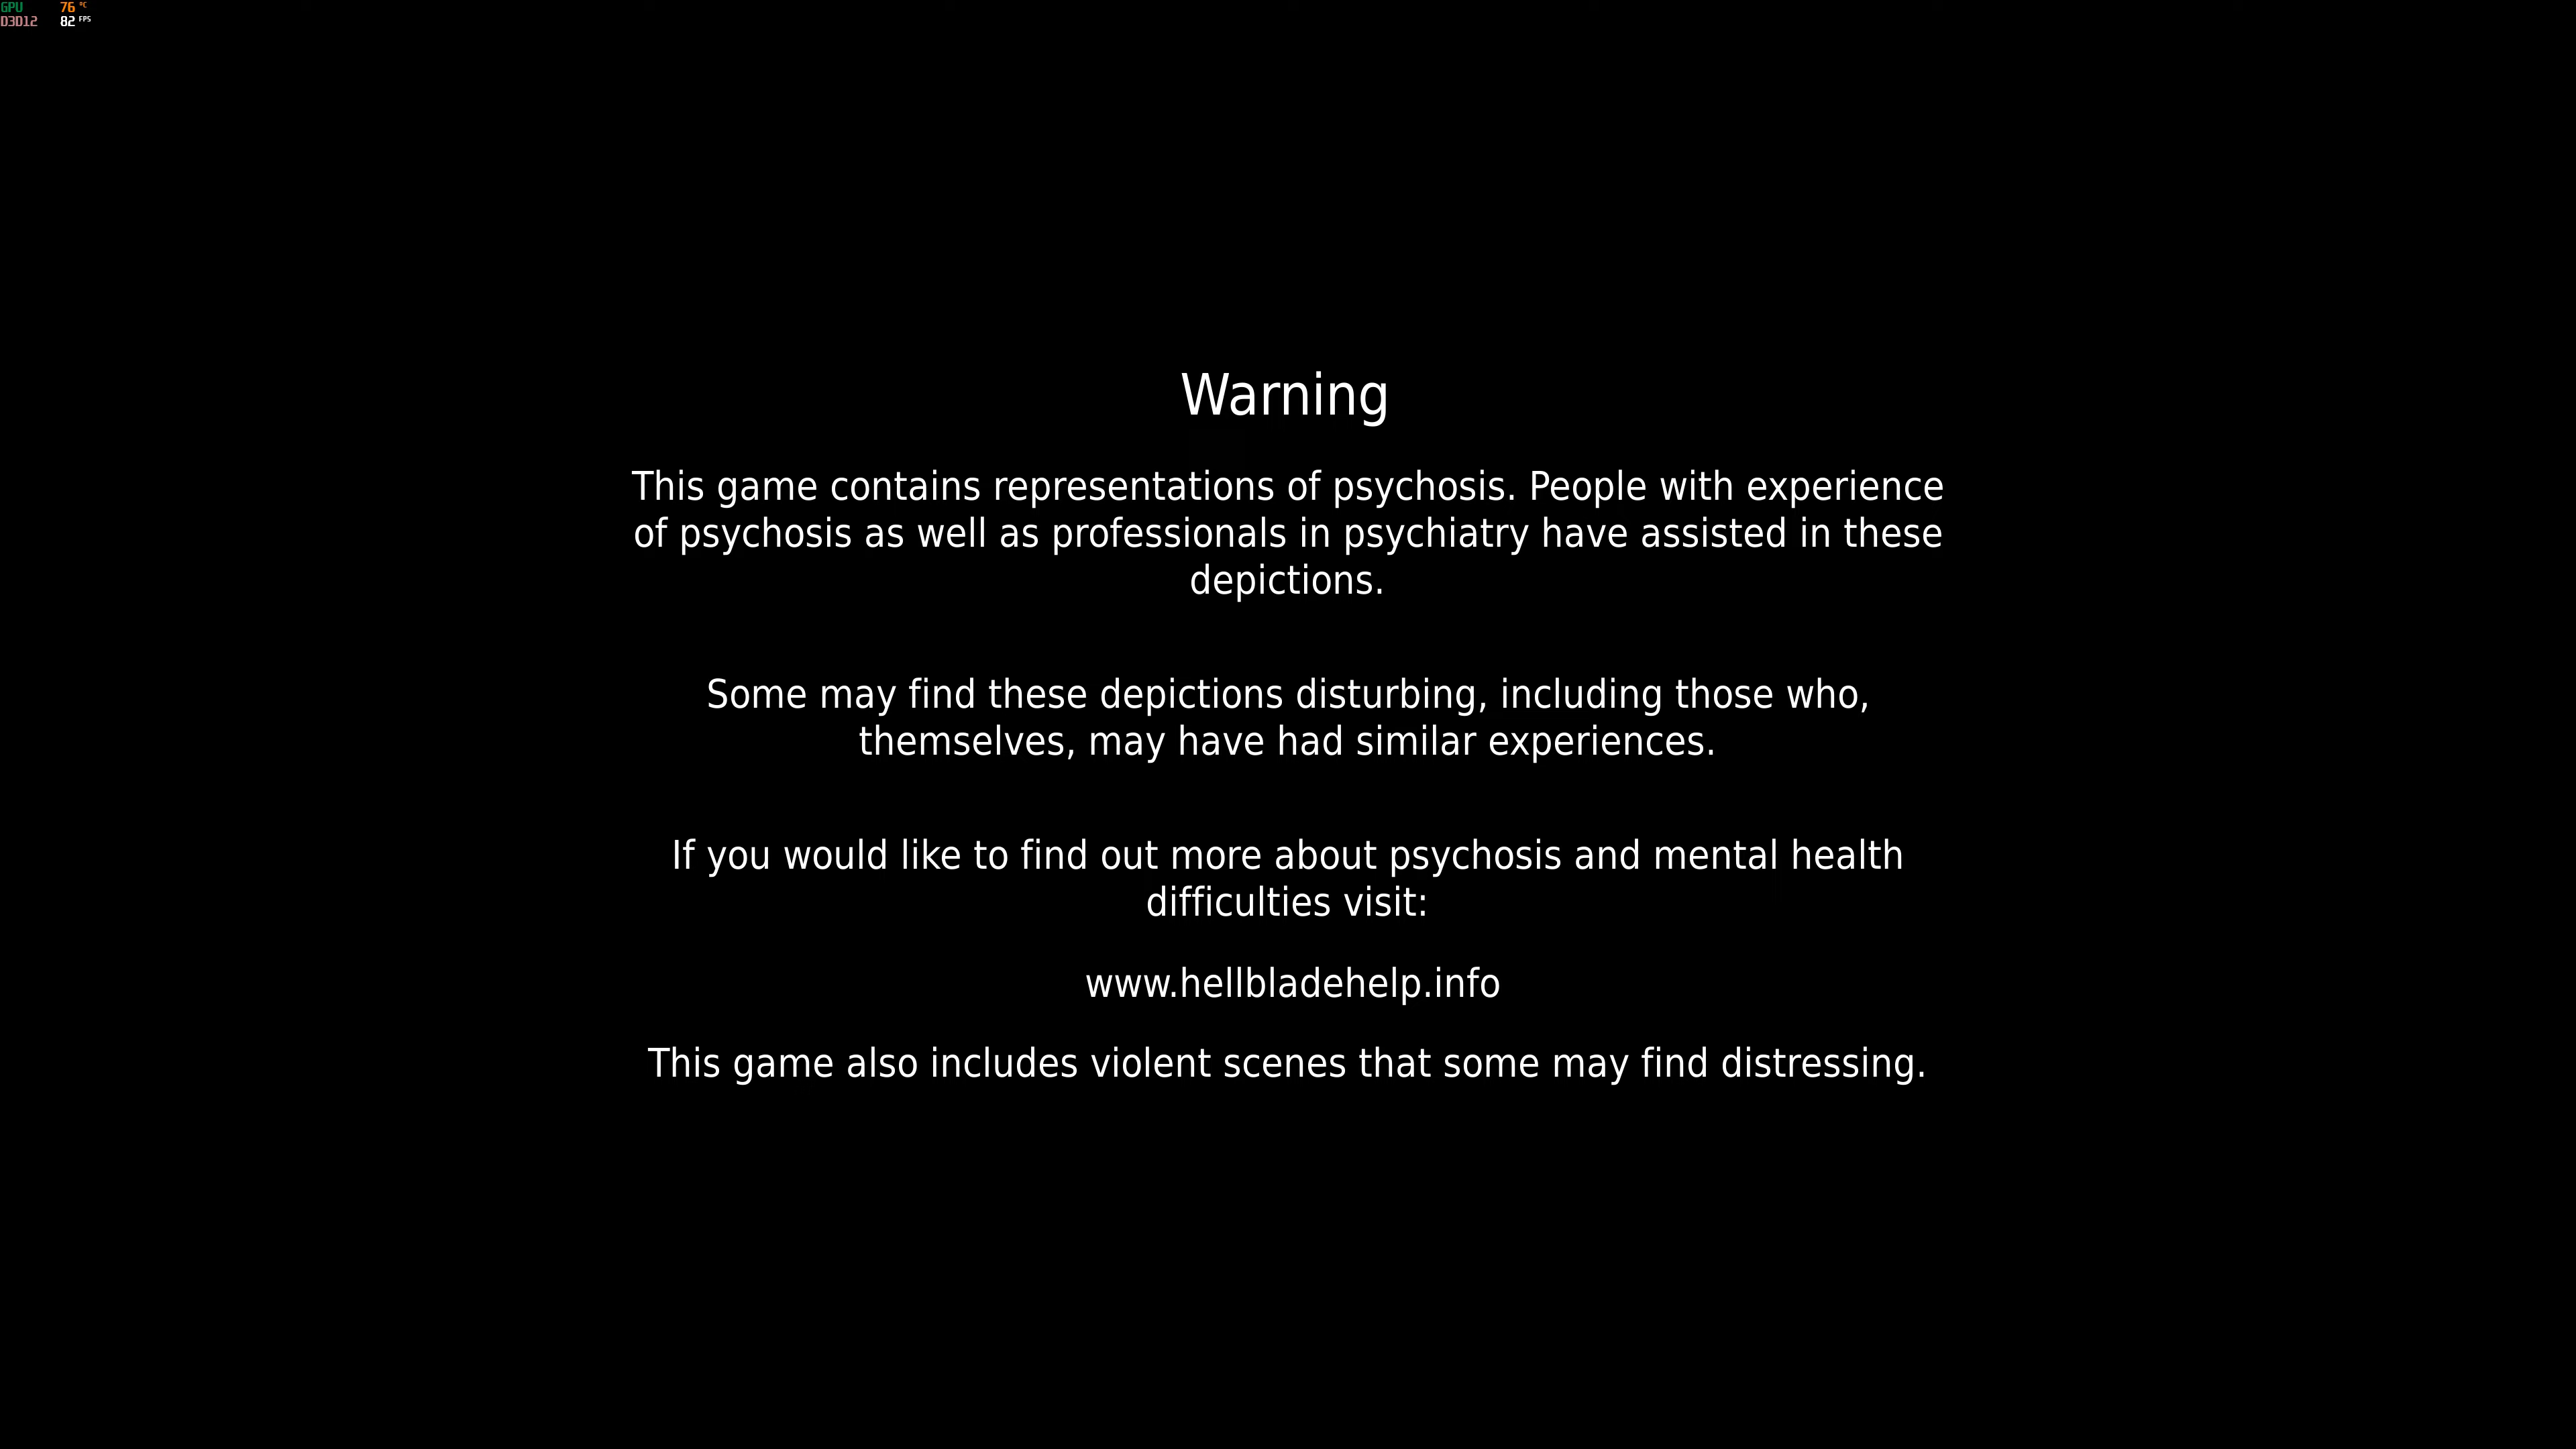 GPU 76 °C
D3D12 82 FPS
Warning
This game contains representations of psychosis. People with experience
of psychosis as well as professionals in psychiatry have assisted in these
depictions.
Some may find these depictions disturbing, including those who,
themselves, may have had similar experiences.
If you would like to find out more about psychosis and mental health
difficulties visit:
www.hellbladehelp.info
This game also includes violent scenes that some may find distressing.